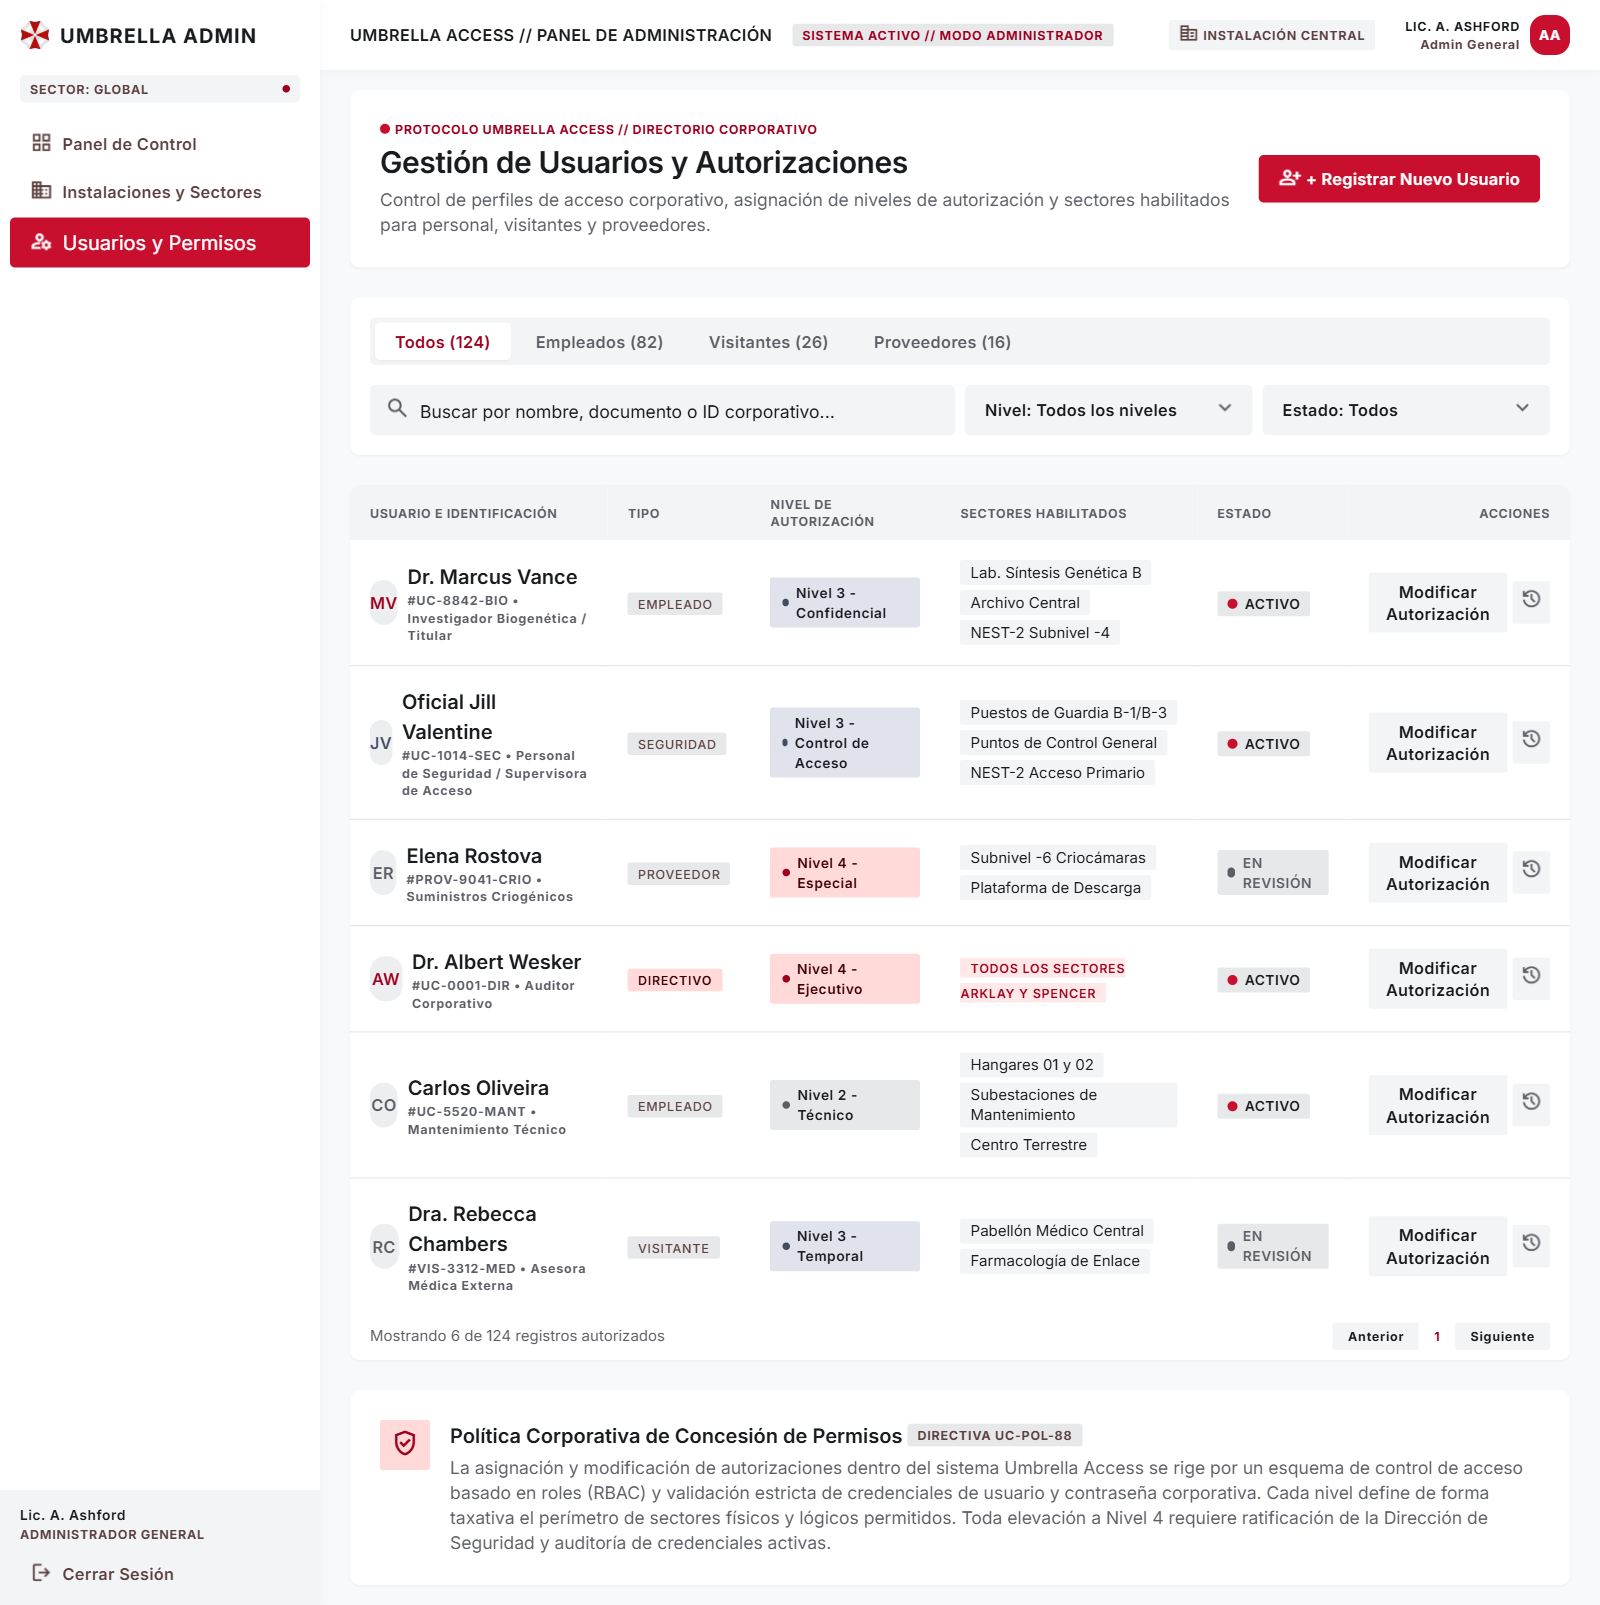 UMBRELLA ADMIN
SECTOR: GLOBAL
Panel de Control
Instalaciones y Sectores
Usuarios y Permisos
Lic. A. Ashford
ADMINISTRADOR GENERAL
Cerrar Sesión
UMBRELLA ACCESS // PANEL DE ADMINISTRACIÓN
SISTEMA ACTIVO // MODO ADMINISTRADOR
INSTALACIÓN CENTRAL
LIC. A. ASHFORD
Admin General
AA
PROTOCOLO UMBRELLA ACCESS // DIRECTORIO CORPORATIVO
Gestión de Usuarios y Autorizaciones
Control de perfiles de acceso corporativo, asignación de niveles de autorización y sectores habilitados
para personal, visitantes y proveedores.
+ Registrar Nuevo Usuario
Todos (124)
Empleados (82)
Visitantes (26)
Proveedores (16)
Buscar por nombre, documento o ID corporativo...
Nivel: Todos los niveles
Estado: Todos
USUARIO E IDENTIFICACIÓN
TIPO
NIVEL DE
AUTORIZACIÓN
SECTORES HABILITADOS
ESTADO
ACCIONES
MV
Dr. Marcus Vance
#UC-8842-BIO •
Investigador Biogenética /
Titular
EMPLEADO
Nivel 3 -
Confidencial
Lab. Síntesis Genética B
Archivo Central
NEST-2 Subnivel -4
ACTIVO
Modificar
Autorización
JV
Oficial Jill
Valentine
#UC-1014-SEC • Personal
de Seguridad / Supervisora
de Acceso
SEGURIDAD
Nivel 3 -
Control de
Acceso
Puestos de Guardia B-1/B-3
Puntos de Control General
NEST-2 Acceso Primario
ACTIVO
Modificar
Autorización
ER
Elena Rostova
#PROV-9041-CRIO •
Suministros Criogénicos
PROVEEDOR
Nivel 4 -
Especial
Subnivel -6 Criocámaras
Plataforma de Descarga
EN
REVISIÓN
Modificar
Autorización
AW
Dr. Albert Wesker
#UC-0001-DIR • Auditor
Corporativo
DIRECTIVO
Nivel 4 -
Ejecutivo
TODOS LOS SECTORES
ARKLAY Y SPENCER
ACTIVO
Modificar
Autorización
CO
Carlos Oliveira
#UC-5520-MANT •
Mantenimiento Técnico
EMPLEADO
Nivel 2 -
Técnico
Hangares 01 y 02
Subestaciones de
Mantenimiento
Centro Terrestre
ACTIVO
Modificar
Autorización
RC
Dra. Rebecca
Chambers
#VIS-3312-MED • Asesora
Médica Externa
VISITANTE
Nivel 3 -
Temporal
Pabellón Médico Central
Farmacología de Enlace
EN
REVISIÓN
Modificar
Autorización
Mostrando 6 de 124 registros autorizados
Anterior
1
Siguiente
Política Corporativa de Concesión de Permisos
DIRECTIVA UC-POL-88
La asignación y modificación de autorizaciones dentro del sistema Umbrella Access se rige por un esquema de control de acceso
basado en roles (RBAC) y validación estricta de credenciales de usuario y contraseña corporativa. Cada nivel define de forma
taxativa el perímetro de sectores físicos y lógicos permitidos. Toda elevación a Nivel 4 requiere ratificación de la Dirección de
Seguridad y auditoría de credenciales activas.